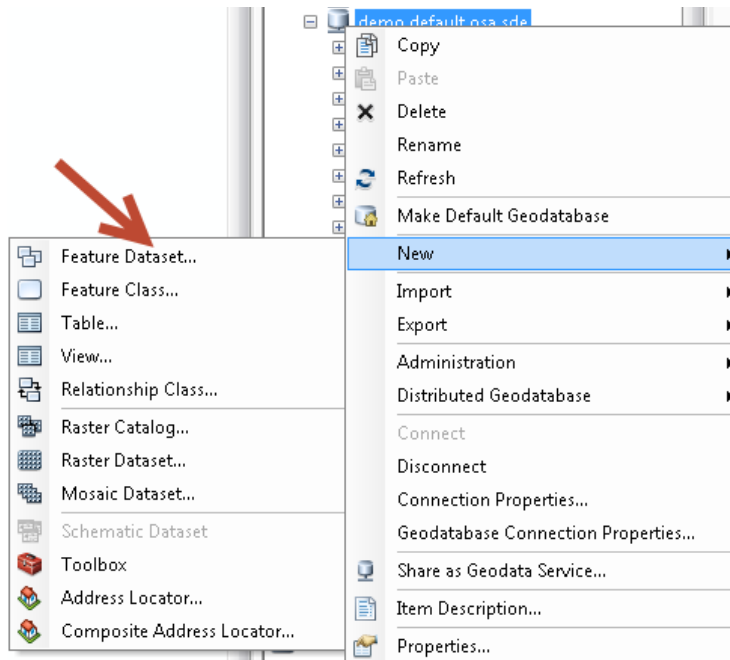 demo default osa.sde
Copy
Paste
Delete
Rename
Refresh
Make Default Geodatabase
New
Import
Export
Administration
Distributed Geodatabase
Connect
Disconnect
Connection Properties...
Geodatabase Connection Properties...
Share as Geodata Service...
Item Description...
Properties...
Feature Dataset...
Feature Class...
Table...
View...
Relationship Class...
Raster Catalog...
Raster Dataset...
Mosaic Dataset...
Schematic Dataset
Toolbox
Address Locator...
Composite Address Locator...